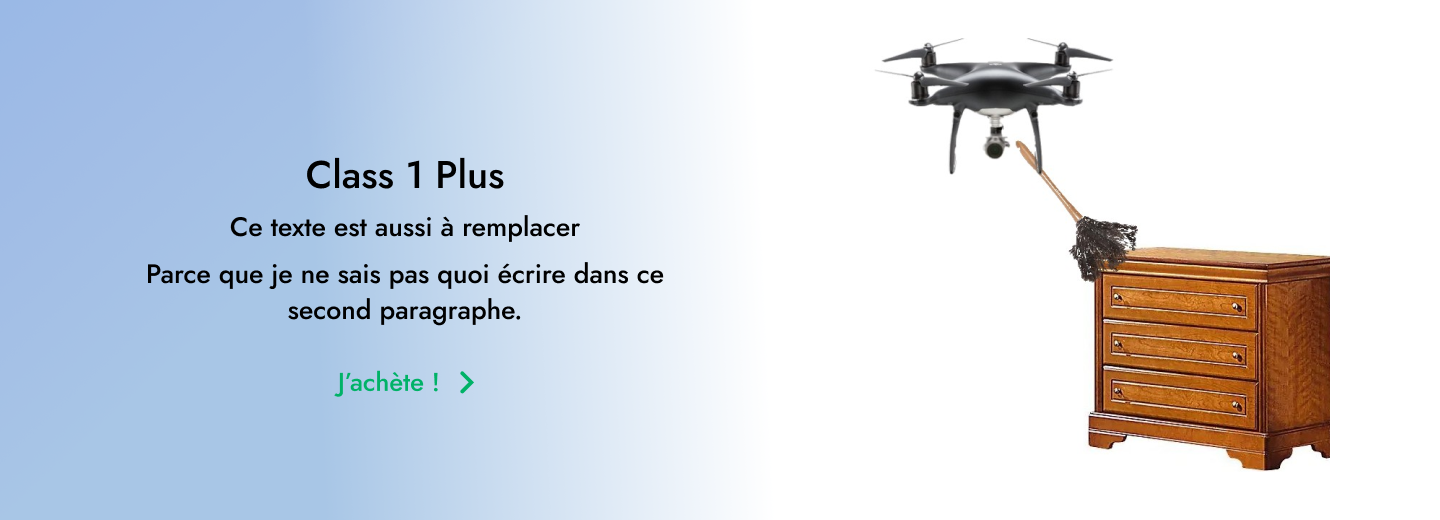 Class 1 Plus
Ce texte est aussi à remplacer
Parce que je ne sais pas quoi écrire dans ce
second paragraphe.
J’achète !